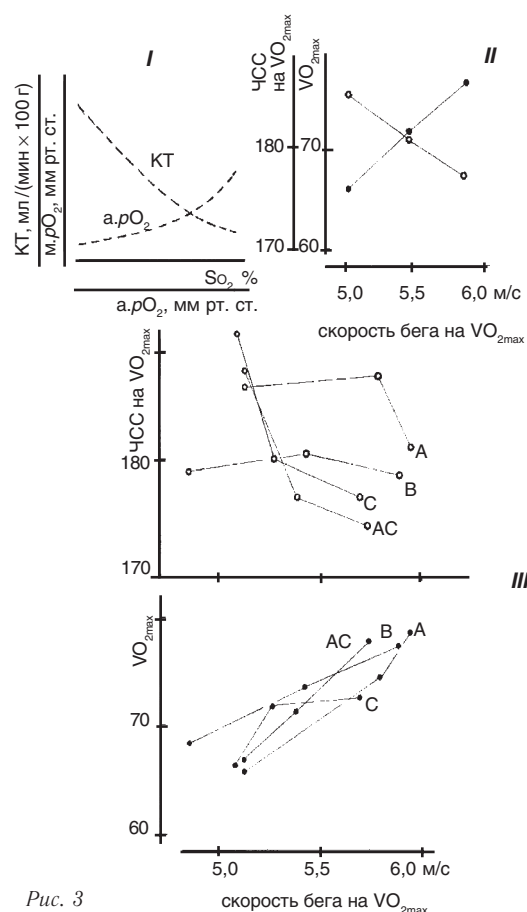 I
КТ, мл /(мин × 100 г)
м.pO₂, мм рт. ст.
КТ
a.pO₂
So₂ %
a.pO₂, мм рт. ст.
II
ЧСС
на VO₂max
VO₂max
180
170
70
60
5,0 5,5 6,0 м/с
скорость бега на VO₂max
III
ЧСС на VO₂max
180
170
A
B
C
AC
VO₂max
70
60
AC B A
C
5,0 5,5 6,0 м/с
скорость бега на VO₂max
Рис. 3